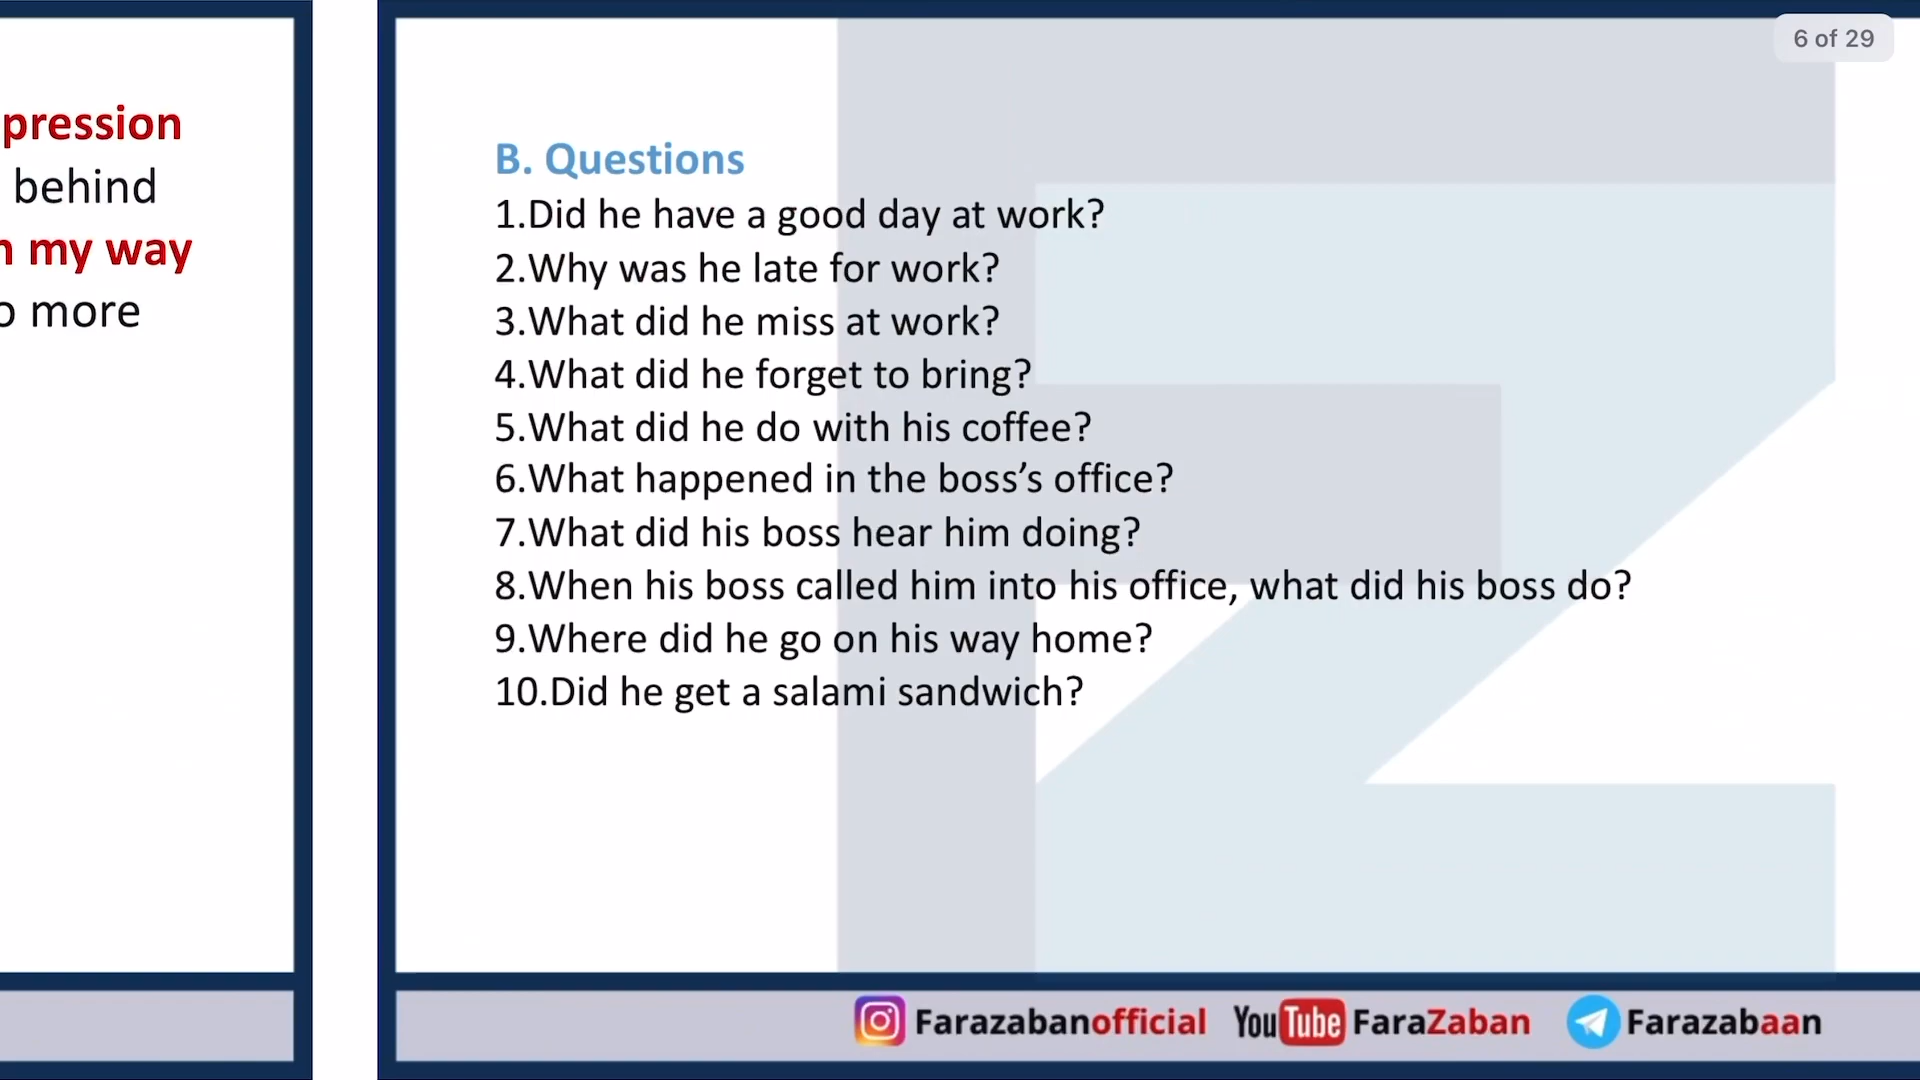 6 of 29
pression
behind
n my way
o more
B. Questions
1.Did he have a good day at work?
2.Why was he late for work?
3.What did he miss at work?
4.What did he forget to bring?
5.What did he do with his coffee?
6.What happened in the boss’s office?
7.What did his boss hear him doing?
8.When his boss called him into his office, what did his boss do?
9.Where did he go on his way home?
10.Did he get a salami sandwich?
Farazabanofficial YouTube FaraZaban Farazabaan